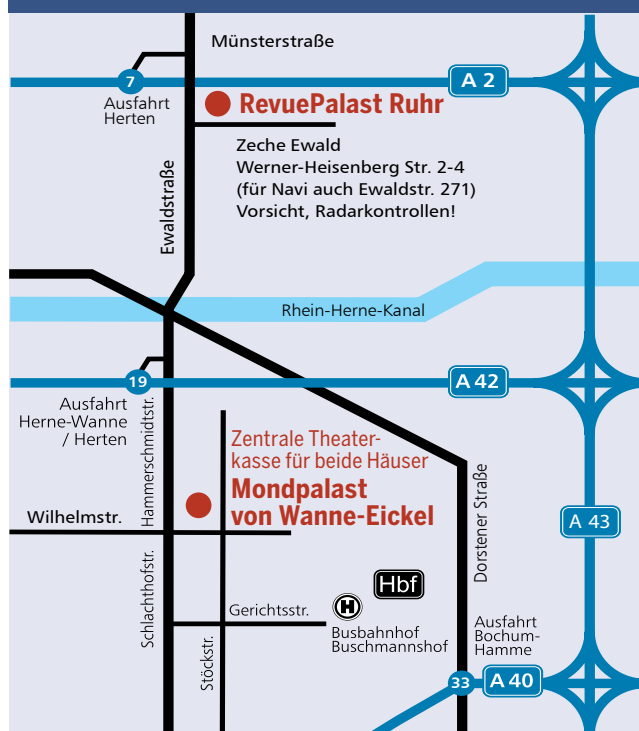 Münsterstraße
7
A 2
Ausfahrt
Herten
RevuePalast Ruhr
Zeche Ewald
Werner-Heisenberg Str. 2-4
(für Navi auch Ewaldstr. 271)
Vorsicht, Radarkontrollen!
Ewaldstraße
Rhein-Herne-Kanal
19
A 42
Ausfahrt
Herne-Wanne
/ Herten
Hammerschmidtstr.
Zentrale Theater-
kasse für beide Häuser
Mondpalast
von Wanne-Eickel
Wilhelmstr.
Dorstener Straße
A 43
Schlachthofstr.
Hbf
H
Gerichtsstr.
Busbahnhof
Buschmannshof
Stöckstr.
Ausfahrt
Bochum-
Hamme
33
A 40